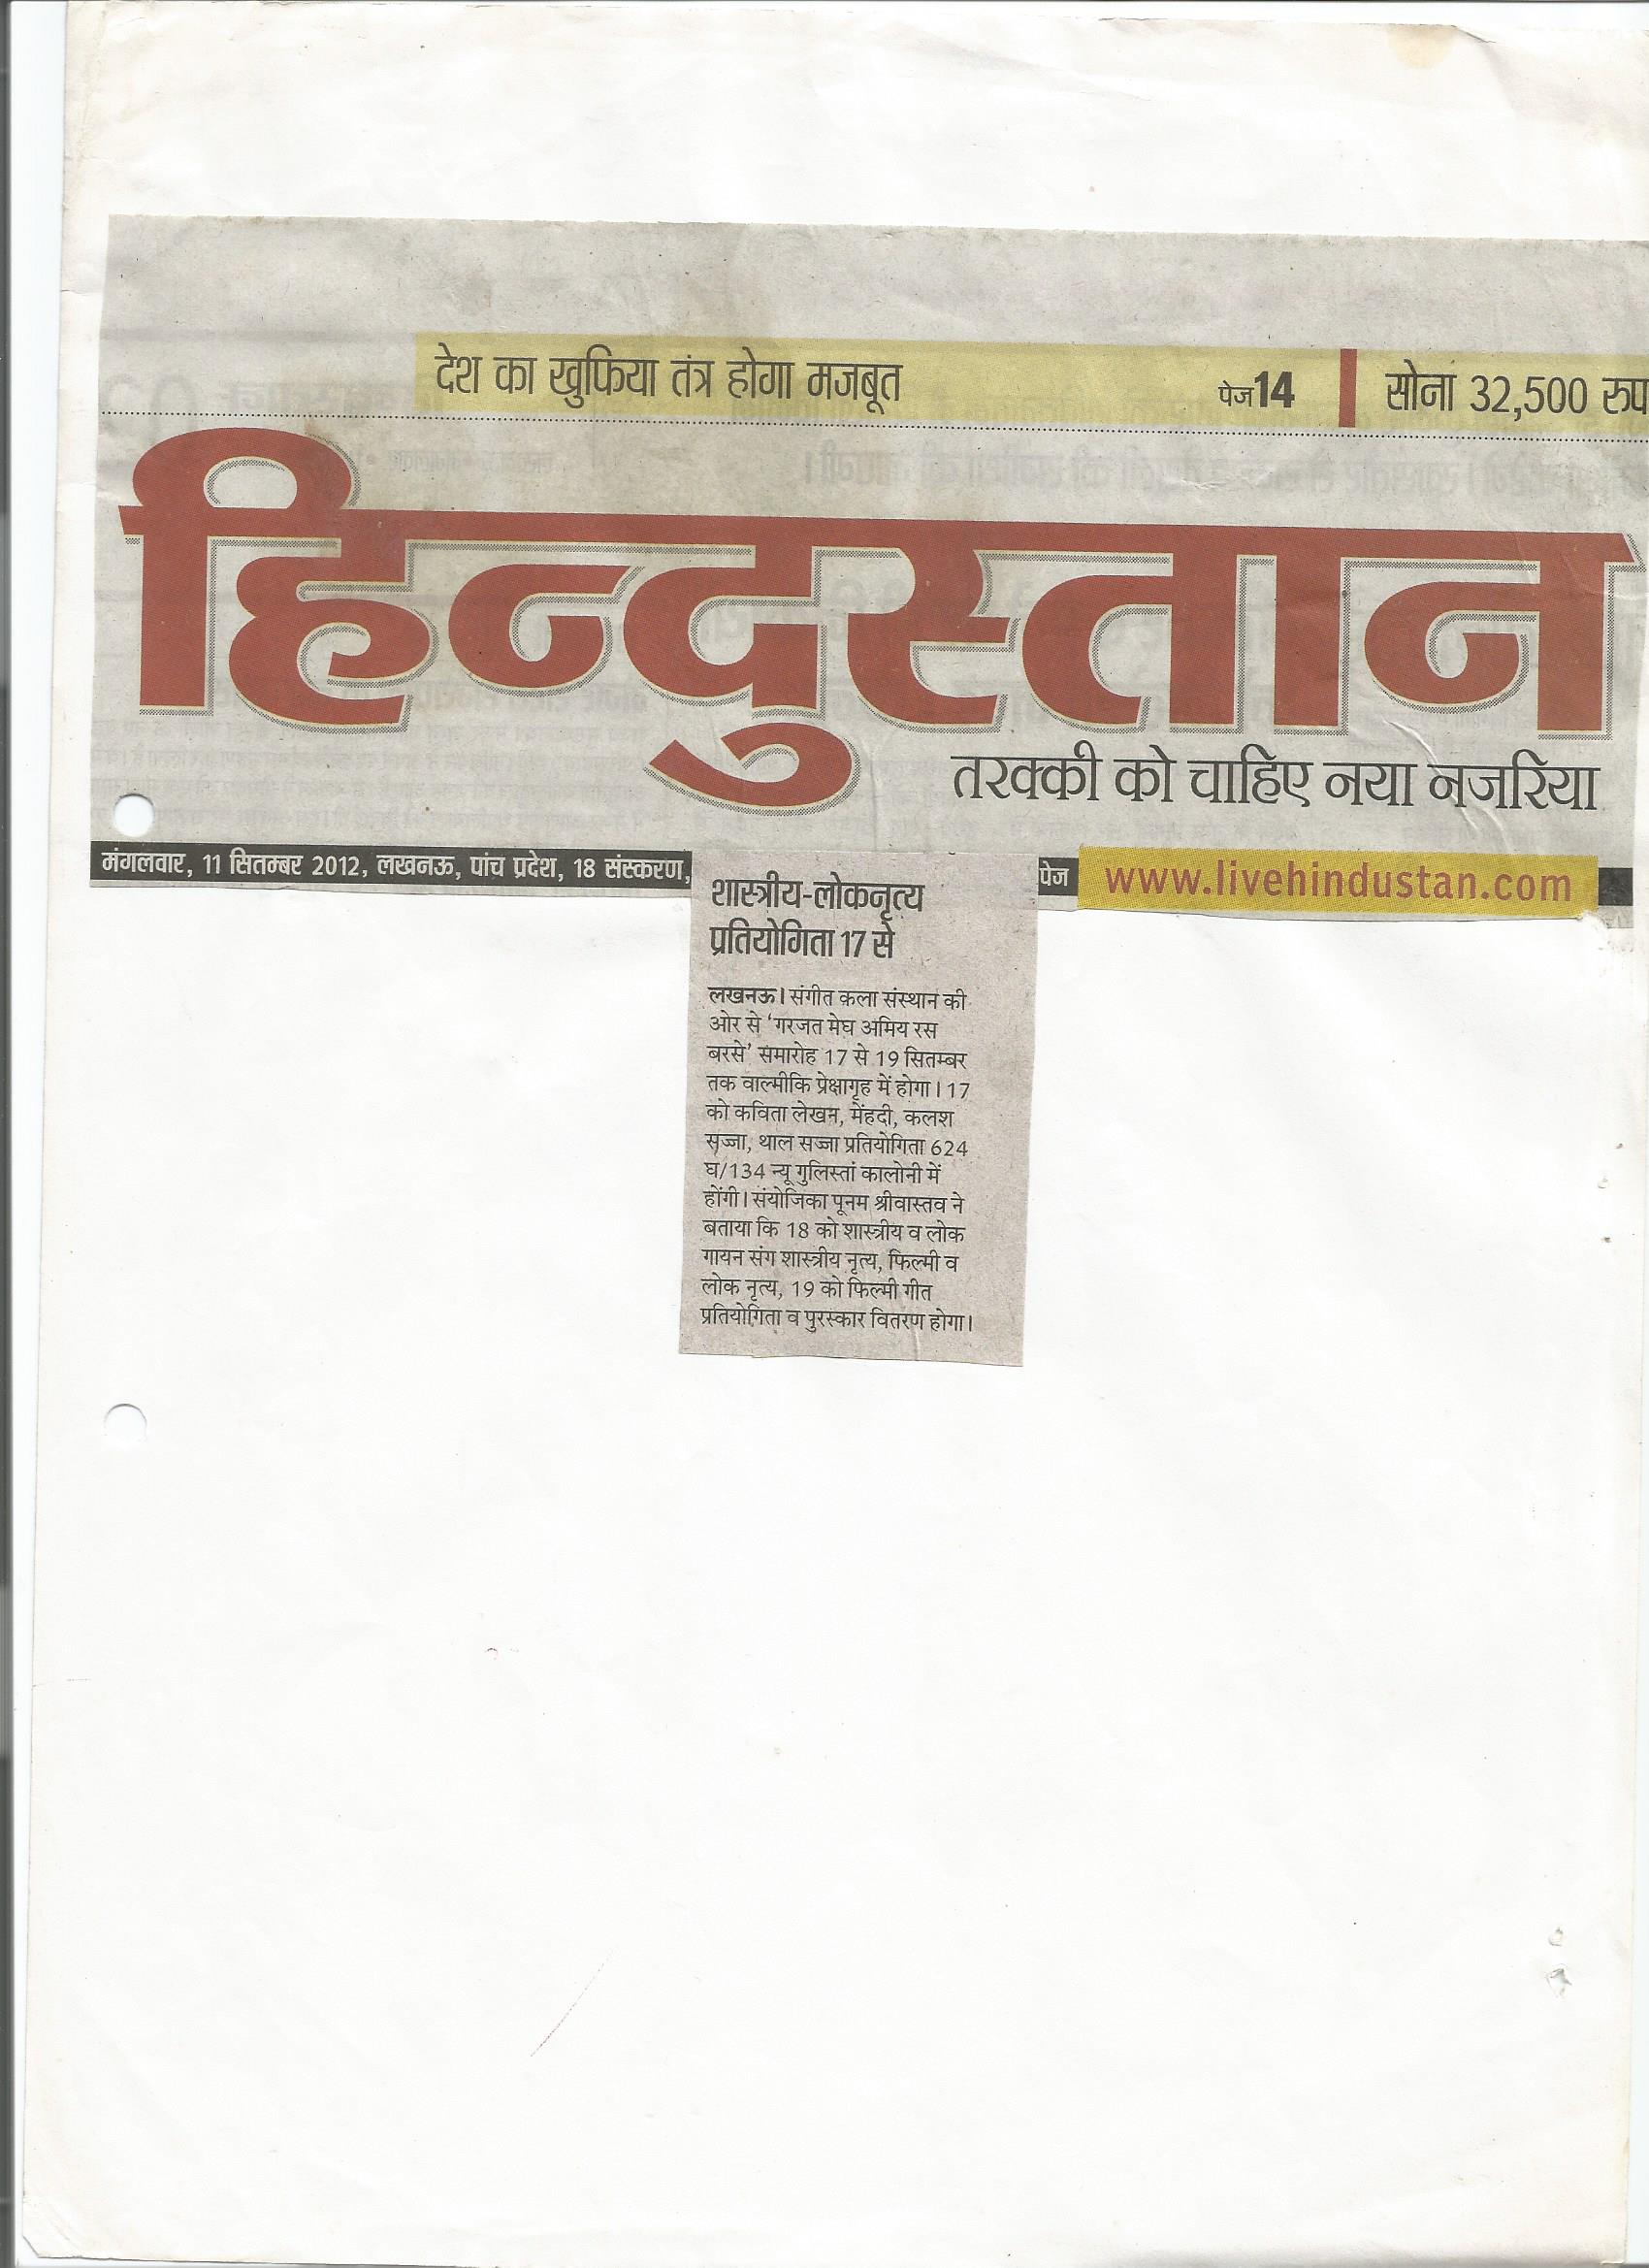 देश का खुफिया तंत्र होगा मजबूत पेज 14 सोना 32,500 रुप
हिन्दुस्तान
तरक्की को चाहिए नया नजरिया
मंगलवार, 11 सितम्बर 2012, लखनऊ, पांच प्रदेश, 18 संस्करण, पेज www.livehindustan.com
शास्त्रीय-लोकनृत्य
प्रतियोगिता 17 से
लखनऊ। संगीत कला संस्थान की
ओर से ‘गरजत मेघ अमिय रस
बरसे’ समारोह 17 से 19 सितम्बर
तक वाल्मीकि प्रेक्षागृह में होगा। 17
को कविता लेखन, मेंहदी, कलश
सज्जा, थाल सज्जा प्रतियोगिता 624
घ/134 न्यू गुलिस्तां कालोनी में
होंगी। संयोजिका पूनम श्रीवास्तव ने
बताया कि 18 को शास्त्रीय व लोक
गायन संग शास्त्रीय नृत्य, फिल्मी व
लोक नृत्य, 19 को फिल्मी गीत
प्रतियोगिता व पुरस्कार वितरण होगा।